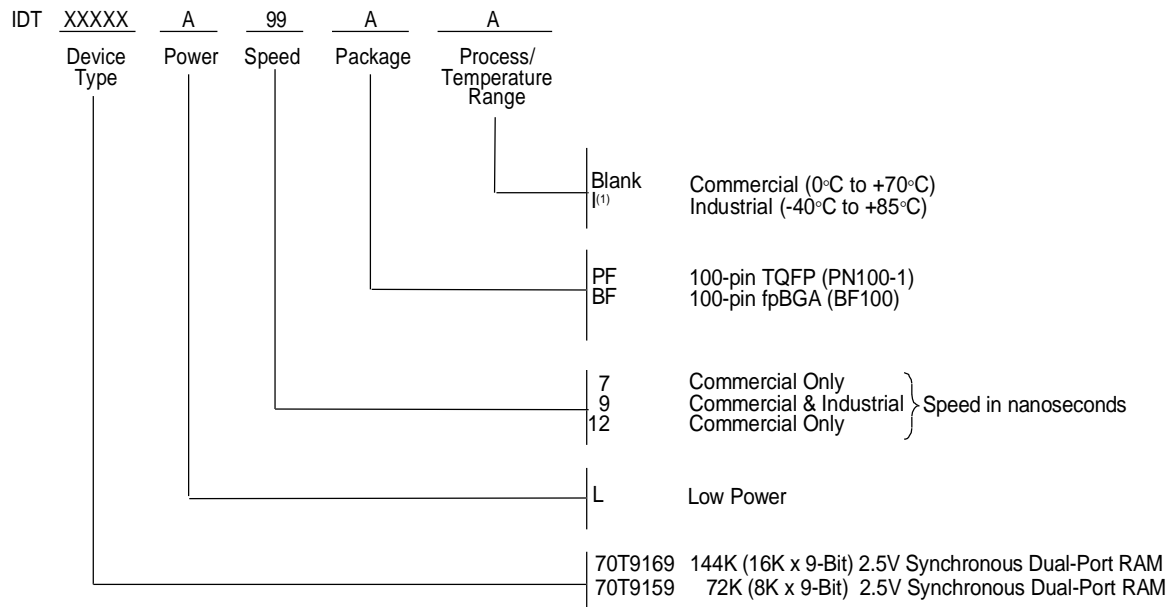 IDT XXXXX A 99 A A
Device Type Power Speed Package Process/ Temperature Range
Blank Commercial (0°C to +70°C)
I(1) Industrial (-40°C to +85°C)
PF 100-pin TQFP (PN100-1)
BF 100-pin fpBGA (BF100)
7 Commercial Only
9 Commercial & Industrial Speed in nanoseconds
12 Commercial Only
L Low Power
70T9169 144K (16K x 9-Bit) 2.5V Synchronous Dual-Port RAM
70T9159 72K (8K x 9-Bit) 2.5V Synchronous Dual-Port RAM